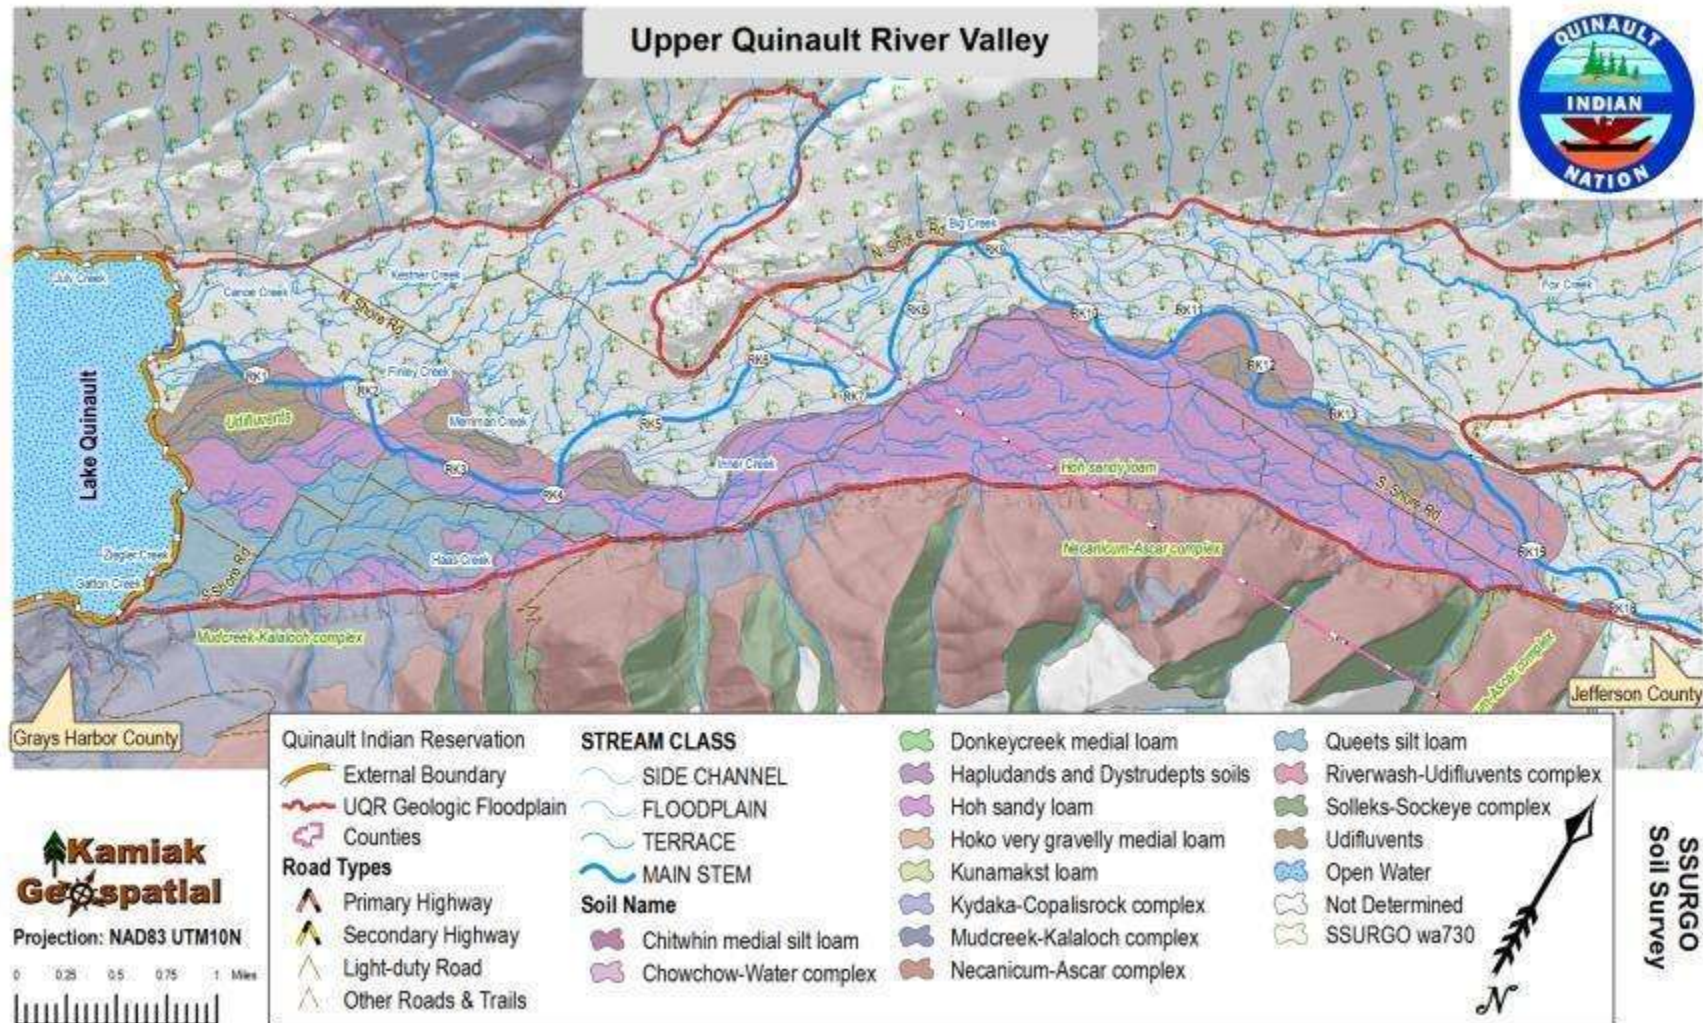 Upper Quinault River Valley
QUINAULT
INDIAN
NATION
Big Creek
N Shore Rd
RK9
July Creek
Kestner Creek
Canoe Creek
N. Shore Rd
Fox Creek
RK8
RK10
RK11
RK1
RK2
Finley Creek
RK6
RK7
RK12
RK13
Lake Quinault
Udifluvents
Merriman Creek
RK5
RK3
RK4
Inner Creek
Hoh sandy loam
S. Shore Rd
Ziegler Creek
Gatton Creek
S Shore Rd
Haas Creek
Necanicum-Ascar complex
RK15
RK16
Mudcreek-Kalaloch complex
um-Ascar complex
Grays Harbor County
Jefferson County
Quinault Indian Reservation
External Boundary
UQR Geologic Floodplain
Counties
Road Types
Primary Highway
Secondary Highway
Light-duty Road
Other Roads & Trails
STREAM CLASS
SIDE CHANNEL
FLOODPLAIN
TERRACE
MAIN STEM
Soil Name
Chitwhin medial silt loam
Chowchow-Water complex
Donkeycreek medial loam
Hapludands and Dystrudepts soils
Hoh sandy loam
Hoko very gravelly medial loam
Kunamakst loam
Kydaka-Copalisrock complex
Mudcreek-Kalaloch complex
Necanicum-Ascar complex
Queets silt loam
Riverwash-Udifluvents complex
Solleks-Sockeye complex
Udifluvents
Open Water
Not Determined
SSURGO wa730
N
SSURGO
Soil Survey
Kamiak
Geospatial
Projection: NAD83 UTM10N
0 0.25 0.5 0.75 1 Miles